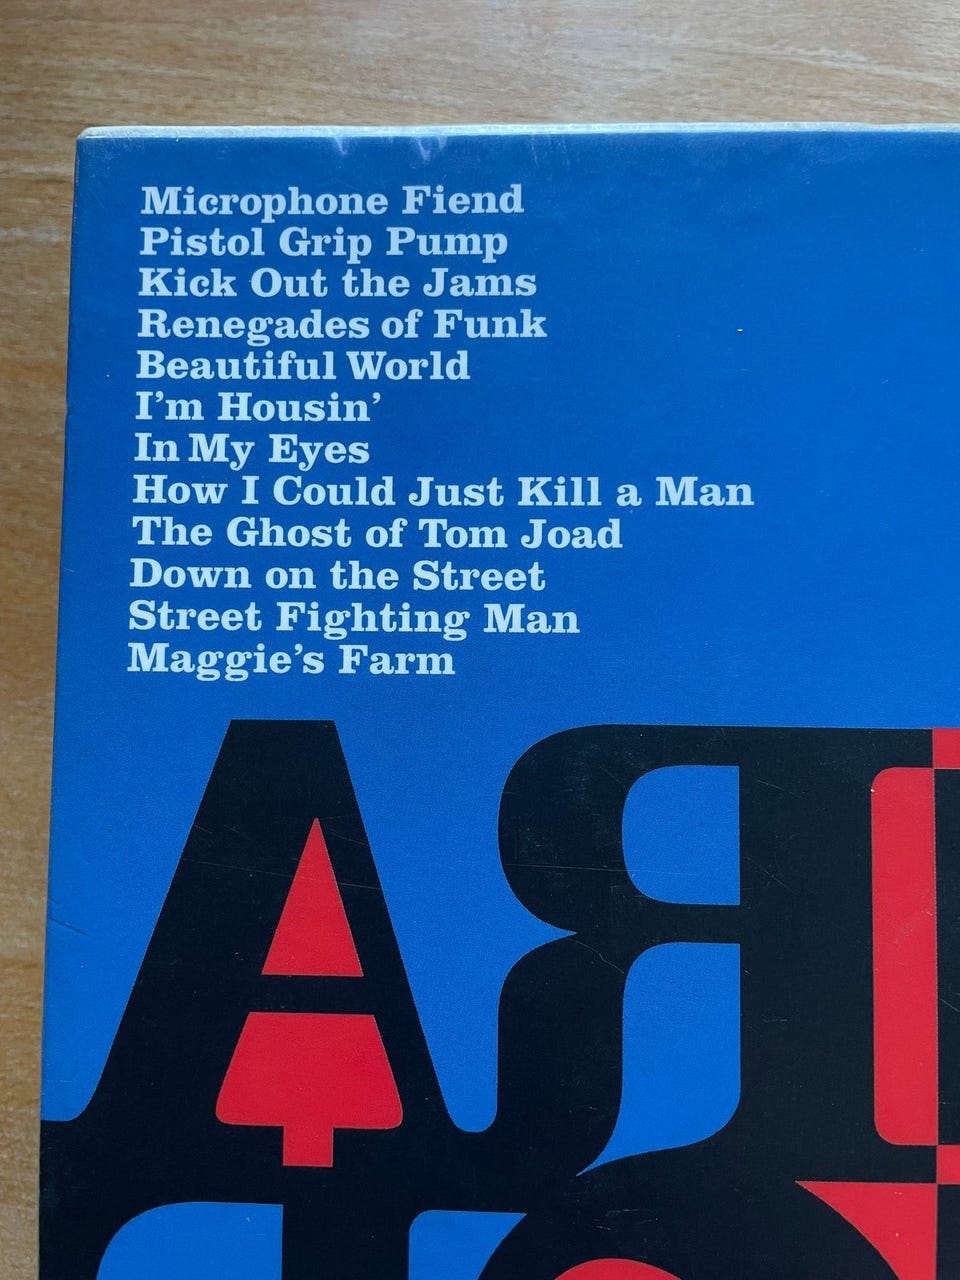 Microphone Fiend
Pistol Grip Pump
Kick Out the Jams
Renegades of Funk
Beautiful World
I'm Housin'
In My Eyes
How I Could Just Kill a Man
The Ghost of Tom Joad
Down on the Street
Street Fighting Man
Maggie's Farm